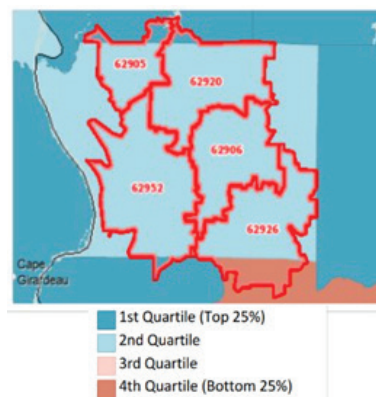 62905
62920
62906
62952
62926
Cape
Girardeau
1st Quartile (Top 25%)
2nd Quartile
3rd Quartile
4th Quartile (Bottom 25%)